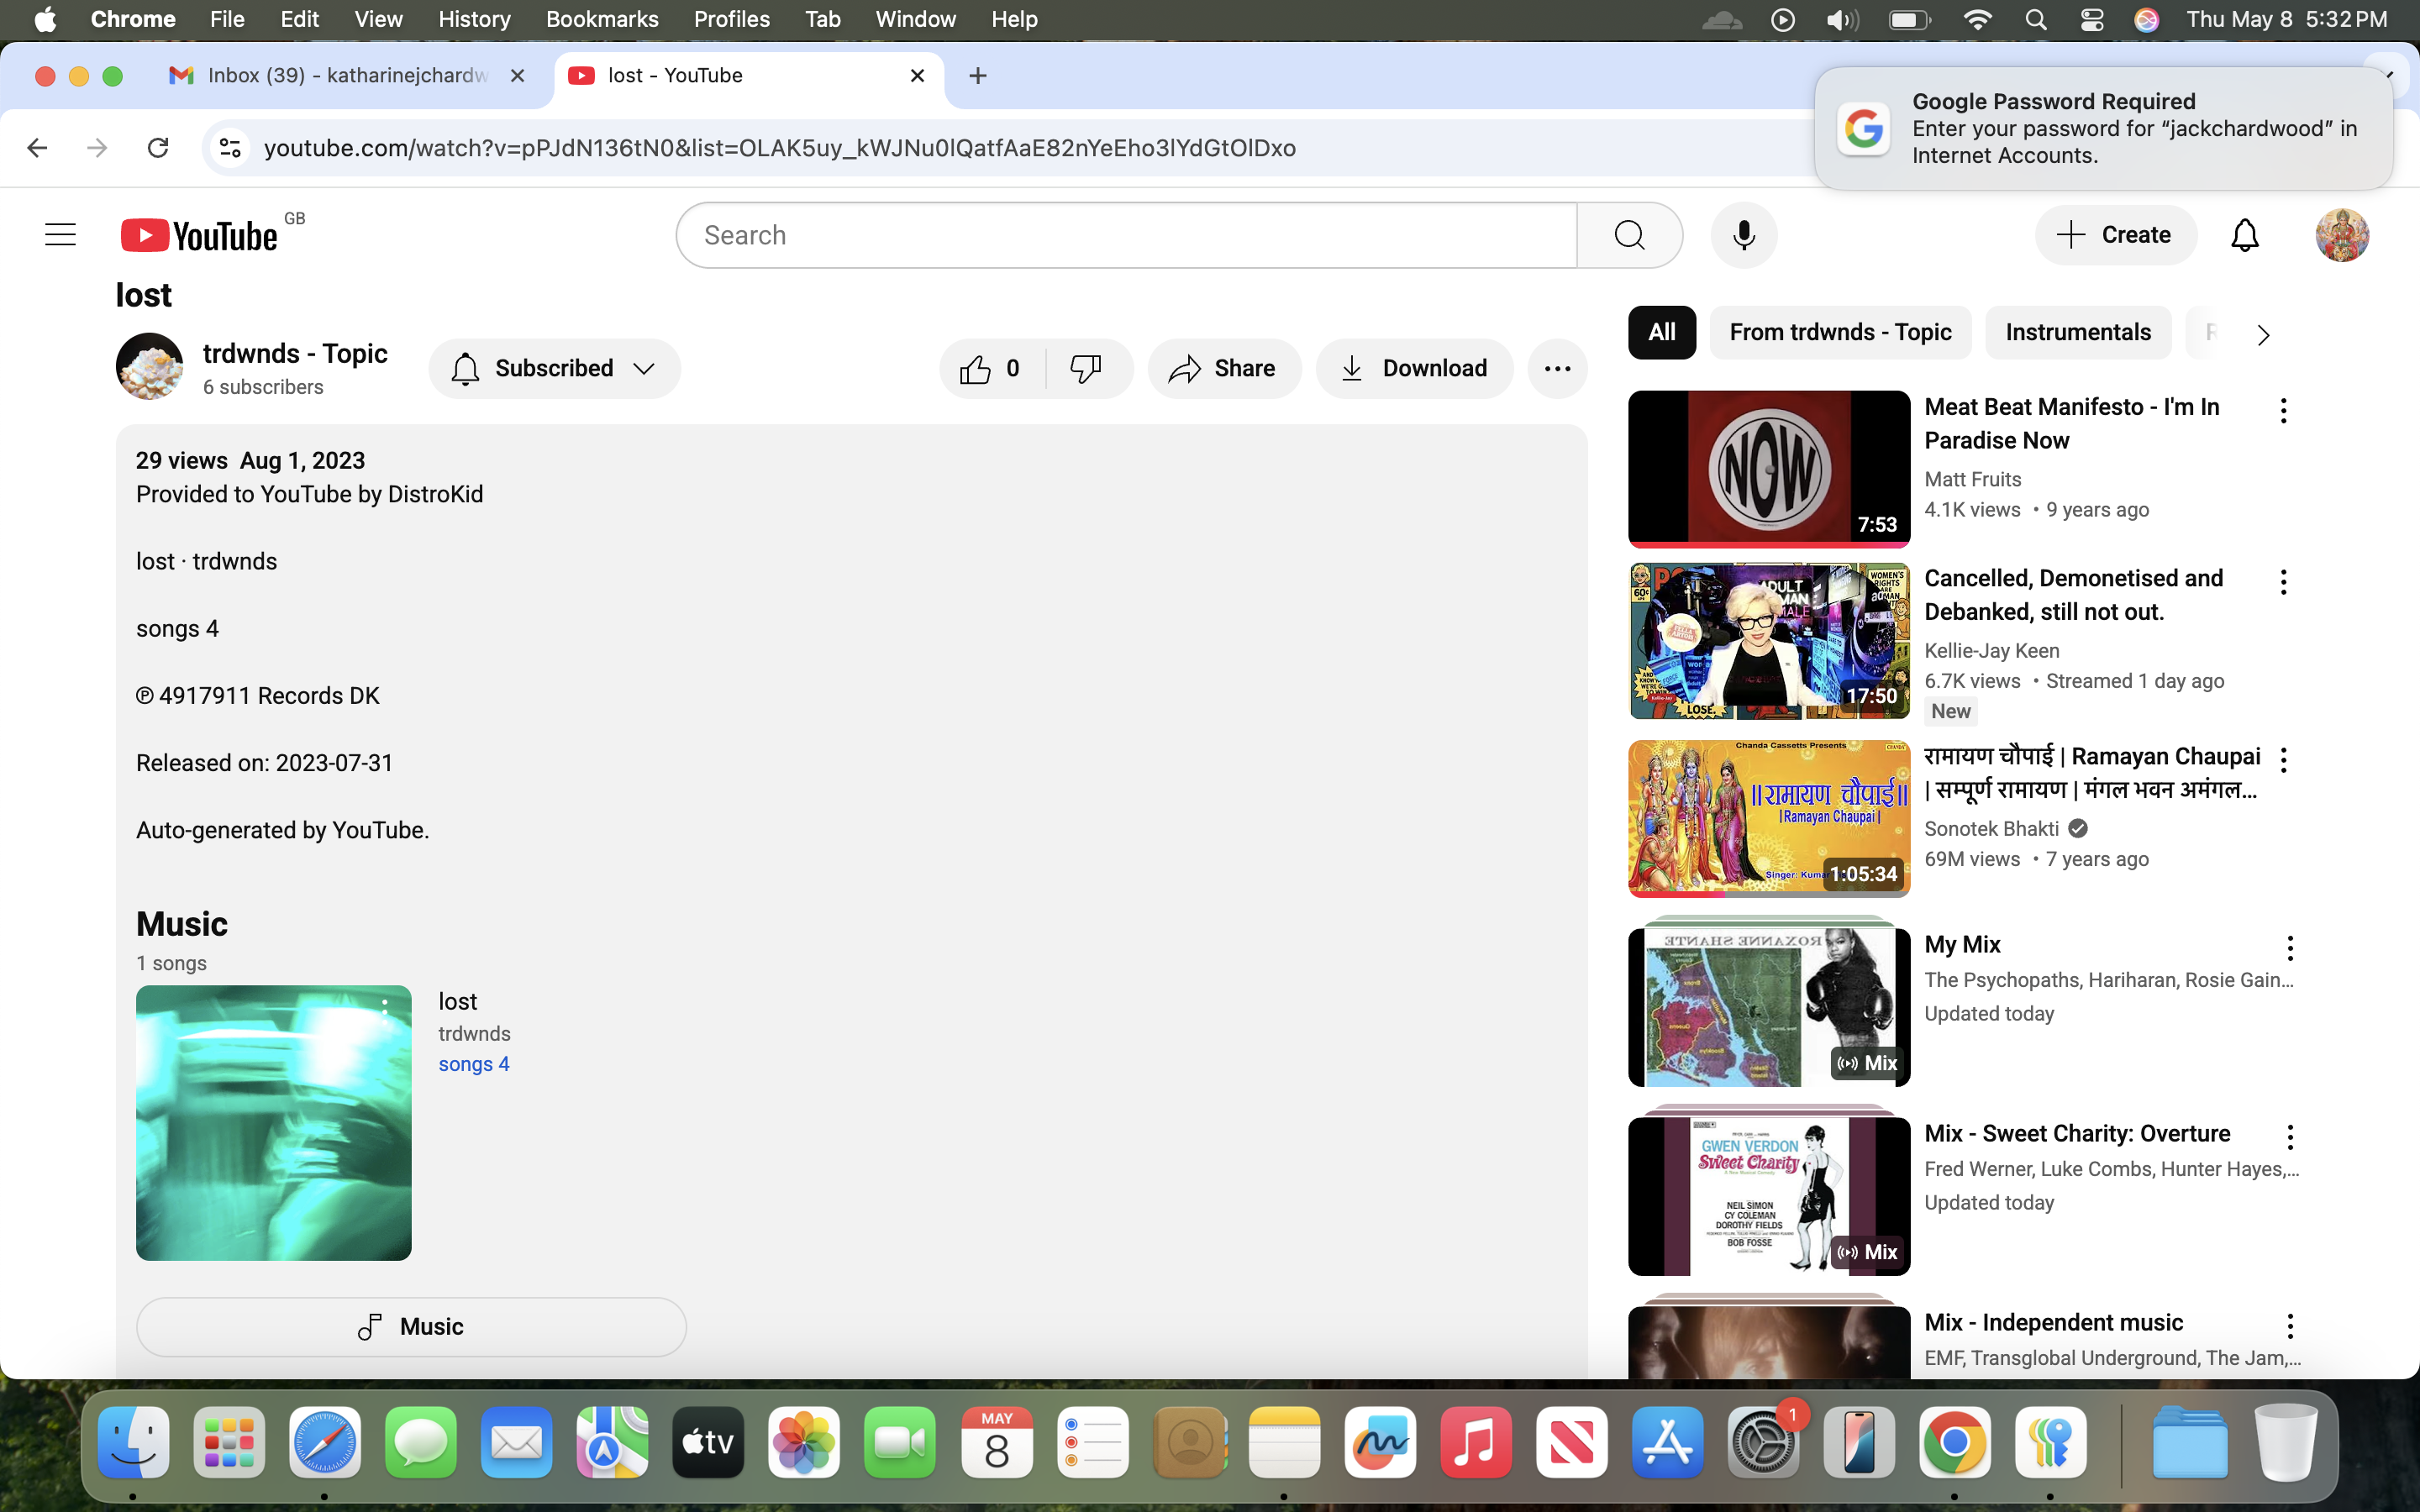 Chrome File Edit View History Bookmarks Profiles Tab Window Help Thu May 8 5:32 PM
Inbox (39) - katharinejchardw
lost - YouTube
youtube.com/watch?v=pPJdN136tN0&list=OLAK5uy_kWJNu0lQatfAaE82nYeEho3lYdGtOlDxo
Google Password Required
Enter your password for “jackchardwood” in
Internet Accounts.
YouTube GB
Search
Create
lost
trdwnds - Topic
6 subscribers
Subscribed
0
Share
Download
29 views Aug 1, 2023
Provided to YouTube by DistroKid
lost · trdwnds
songs 4
℗ 4917911 Records DK
Released on: 2023-07-31
Auto-generated by YouTube.
Music
1 songs
lost
trdwnds
songs 4
Music
All
From trdwnds - Topic
Instrumentals
NOW
7:53
Meat Beat Manifesto - I'm In
Paradise Now
Matt Fruits
4.1K views • 9 years ago
WOMEN'S
RIGHTS
LOSE.
17:50
Cancelled, Demonetised and
Debanked, still not out.
Kellie-Jay Keen
6.7K views • Streamed 1 day ago
New
Chanda Cassetts Presents
॥रामायण चौपाई॥
|Ramayan Chaupai|
Singer: Kumar
1:05:34
रामायण चौपाई | Ramayan Chaupai
| सम्पूर्ण रामायण | मंगल भवन अमंगल...
Sonotek Bhakti
69M views • 7 years ago
ROXANNE SHANTE
Mix
My Mix
The Psychopaths, Hariharan, Rosie Gain...
Updated today
GWEN VERDON
Sweet Charity
NEIL SIMON
CY COLEMAN
DOROTHY FIELDS
BOB FOSSE
Mix
Mix - Sweet Charity: Overture
Fred Werner, Luke Combs, Hunter Hayes,...
Updated today
Mix - Independent music
EMF, Transglobal Underground, The Jam,...
MAY
8
tv
1